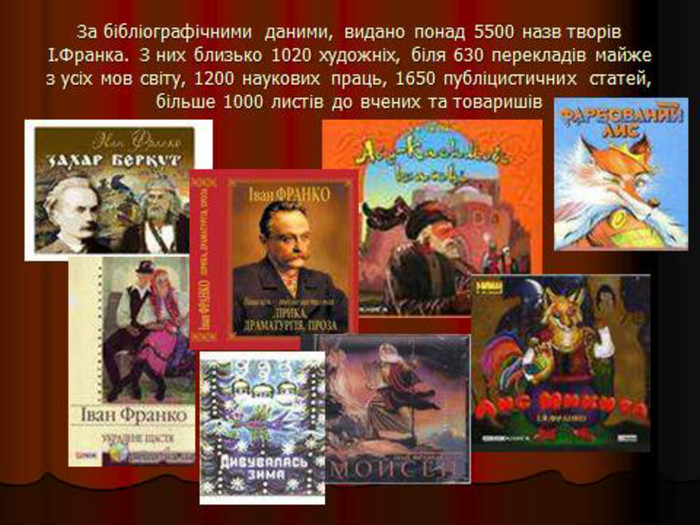 За бібліографічними даними, видано понад 5500 назв творів
І.Франка. З них близько 1020 художніх, біля 630 перекладів майже
з усіх мов світу, 1200 наукових праць, 1650 публіцистичних статей,
більше 1000 листів до вчених та товаришів
Іван Франко
ЗАХАР БЕРКУТ
Абу-Касимові
капці
ФАРБОВАНИЙ
ЛИС
Іван ФРАНКО
ЛІРИКА,
ДРАМАТУРГІЯ, ПРОЗА
Іван ФРАНКО ЛІРИКА, ДРАМАТУРГІЯ, ПРОЗА
Іван Франко
УКРАДЕНЕ ЩАСТЯ
ДИВУВАЛАСЬ
ЗИМА
МОЙСЕЙ
ЛИС МИКИТА